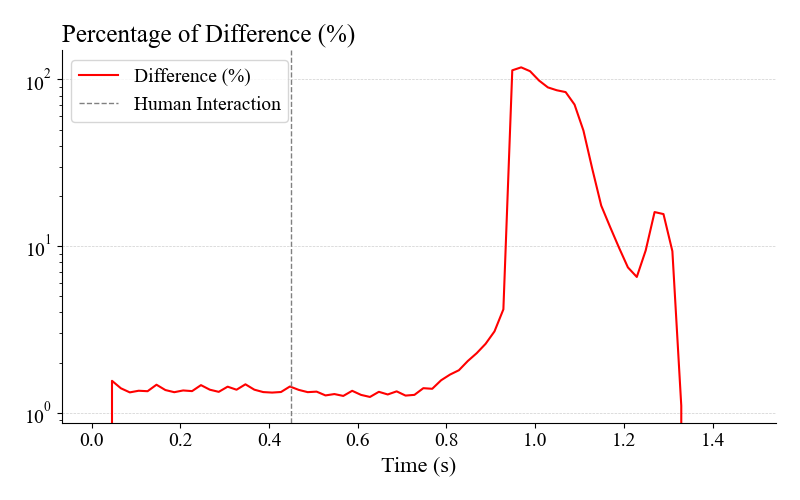 Percentage of Difference (%)
Difference (%)
Human Interaction
10²
10¹
10⁰
0.0 0.2 0.4 0.6 0.8 1.0 1.2 1.4
Time (s)